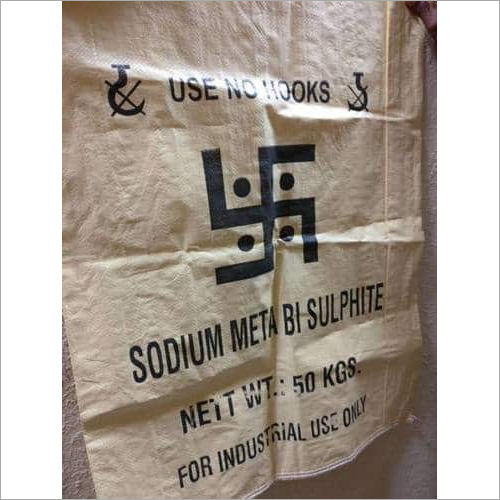 USE NO HOOKS
SODIUM META BI SULPHITE
NETT WT.: 50 KGS.
FOR INDUSTRIAL USE ONLY